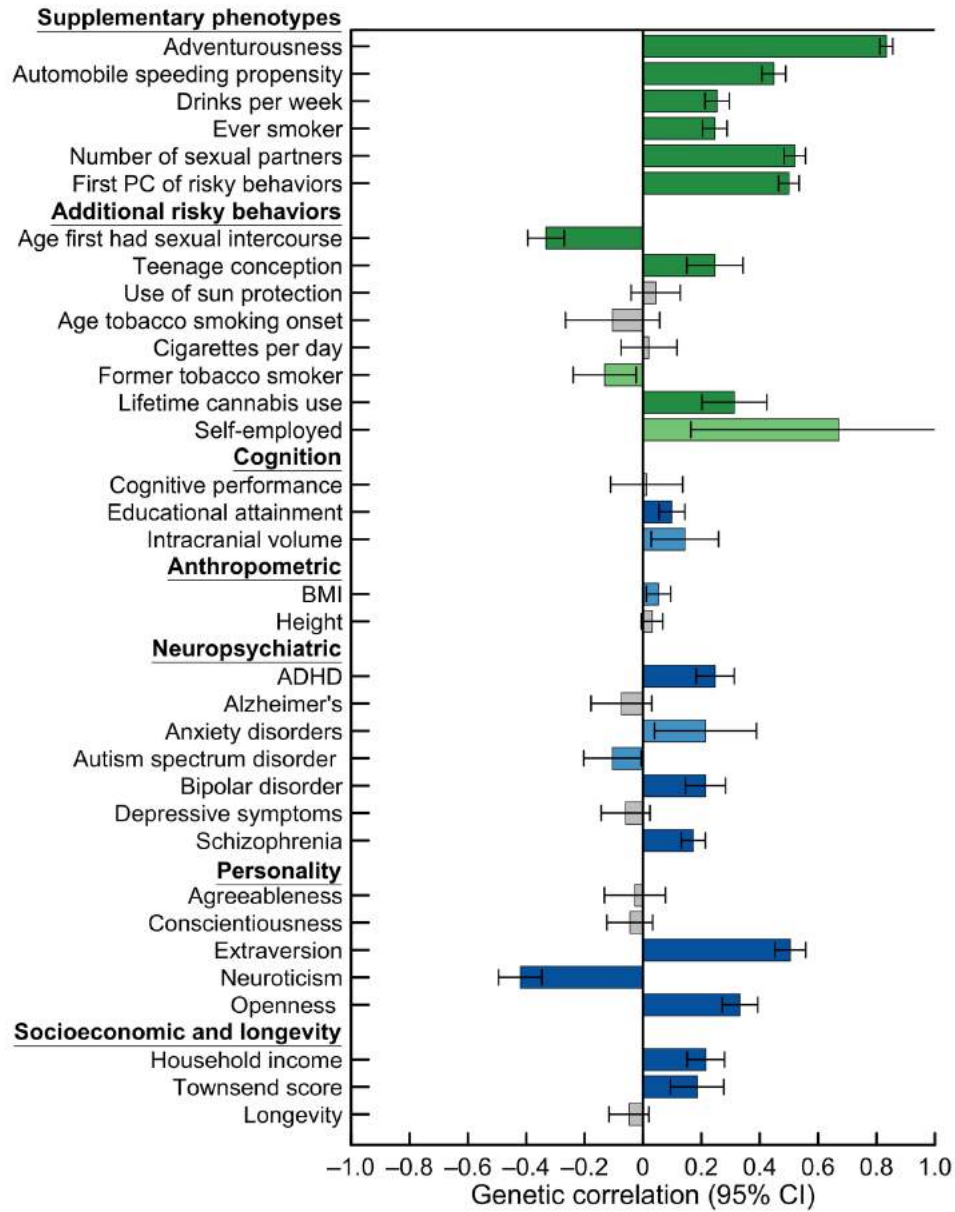 Supplementary phenotypes
Adventurousness
Automobile speeding propensity
Drinks per week
Ever smoker
Number of sexual partners
First PC of risky behaviors
Additional risky behaviors
Age first had sexual intercourse
Teenage conception
Use of sun protection
Age tobacco smoking onset
Cigarettes per day
Former tobacco smoker
Lifetime cannabis use
Self-employed
Cognition
Cognitive performance
Educational attainment
Intracranial volume
Anthropometric
BMI
Height
Neuropsychiatric
ADHD
Alzheimer's
Anxiety disorders
Autism spectrum disorder
Bipolar disorder
Depressive symptoms
Schizophrenia
Personality
Agreeableness
Conscientiousness
Extraversion
Neuroticism
Openness
Socioeconomic and longevity
Household income
Townsend score
Longevity
–1.0 –0.8 –0.6 –0.4 –0.2 0 0.2 0.4 0.6 0.8 1.0
Genetic correlation (95% CI)